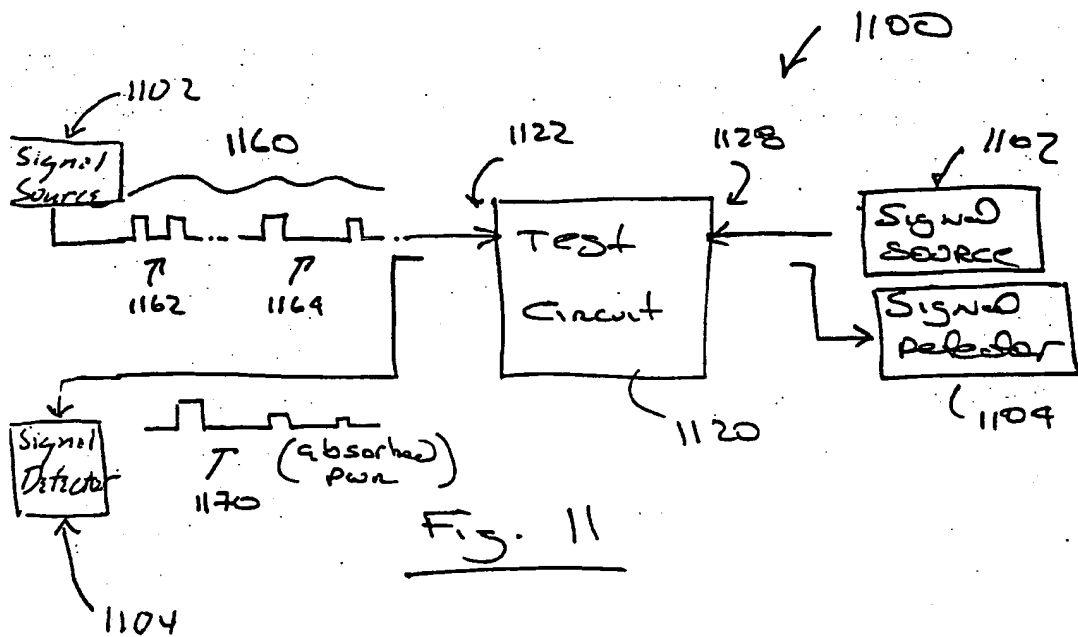 1100
1102
Signal
Source
1160
1122
1128
1102
Signal
Source
Test
Circuit
1162
1164
Signal
Detector
1104
1120
Signal
Detector
1170
(absorbed
pwr)
1104
Fig. 11